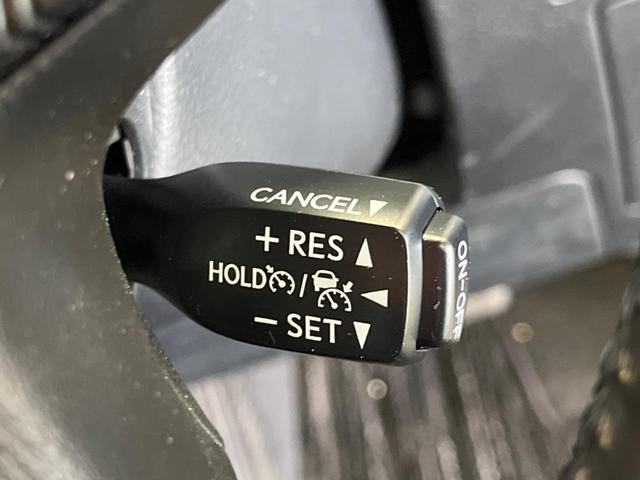 CANCEL ▼
+ RES ▲
HOLD / ◀
− SET ▼
ON-OFF